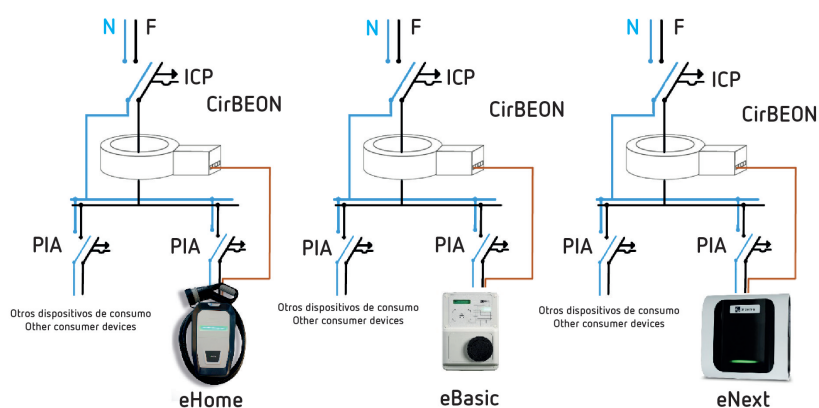 N F
ICP
CirBEON
PIA
PIA
Otros dispositivos de consumo
Other consumer devices
eHome
N F
ICP
CirBEON
PIA
PIA
Otros dispositivos de consumo
Other consumer devices
eBasic
N F
ICP
CirBEON
PIA
PIA
Otros dispositivos de consumo
Other consumer devices
eNext